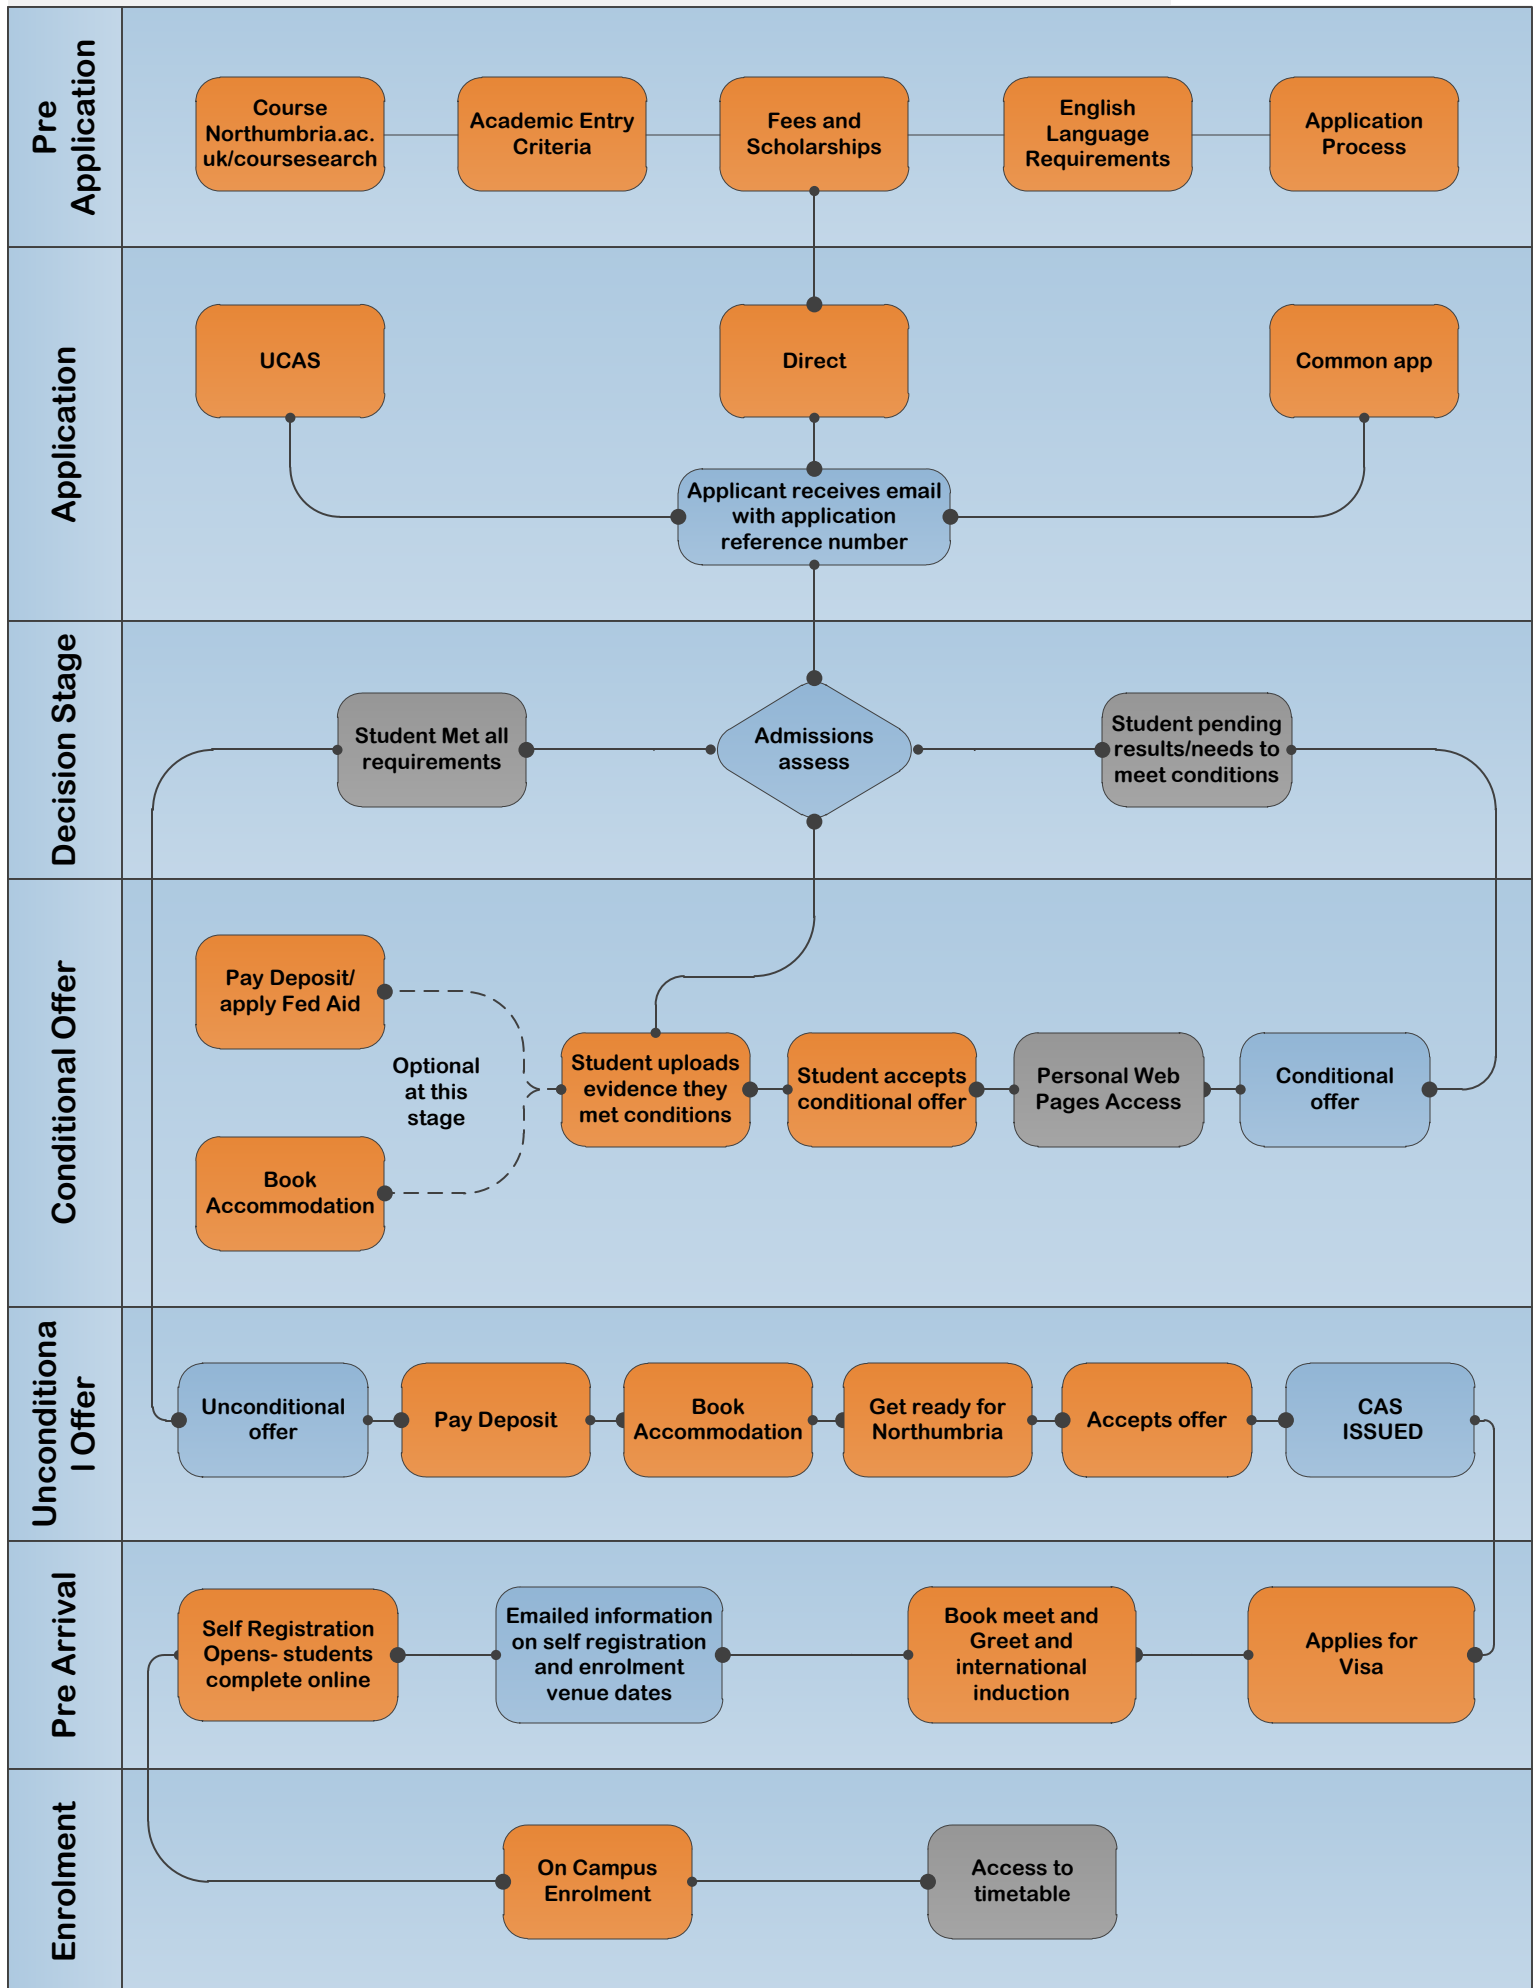 Pre
Application
Course
Northumbria.ac.
uk/coursesearch
Academic Entry
Criteria
Fees and
Scholarships
English
Language
Requirements
Application
Process
Application
UCAS
Direct
Common app
Applicant receives email
with application
reference number
Decision Stage
Student Met all
requirements
Admissions
assess
Student pending
results/needs to
meet conditions
Conditional Offer
Pay Deposit/
apply Fed Aid
Optional
at this
stage
Book
Accommodation
Student uploads
evidence they
met conditions
Student accepts
conditional offer
Personal Web
Pages Access
Conditional
offer
Unconditiona
l Offer
Unconditional
offer
Pay Deposit
Book
Accommodation
Get ready for
Northumbria
Accepts offer
CAS
ISSUED
Pre Arrival
Self Registration
Opens- students
complete online
Emailed information
on self registration
and enrolment
venue dates
Book meet and
Greet and
international
induction
Applies for
Visa
Enrolment
On Campus
Enrolment
Access to
timetable